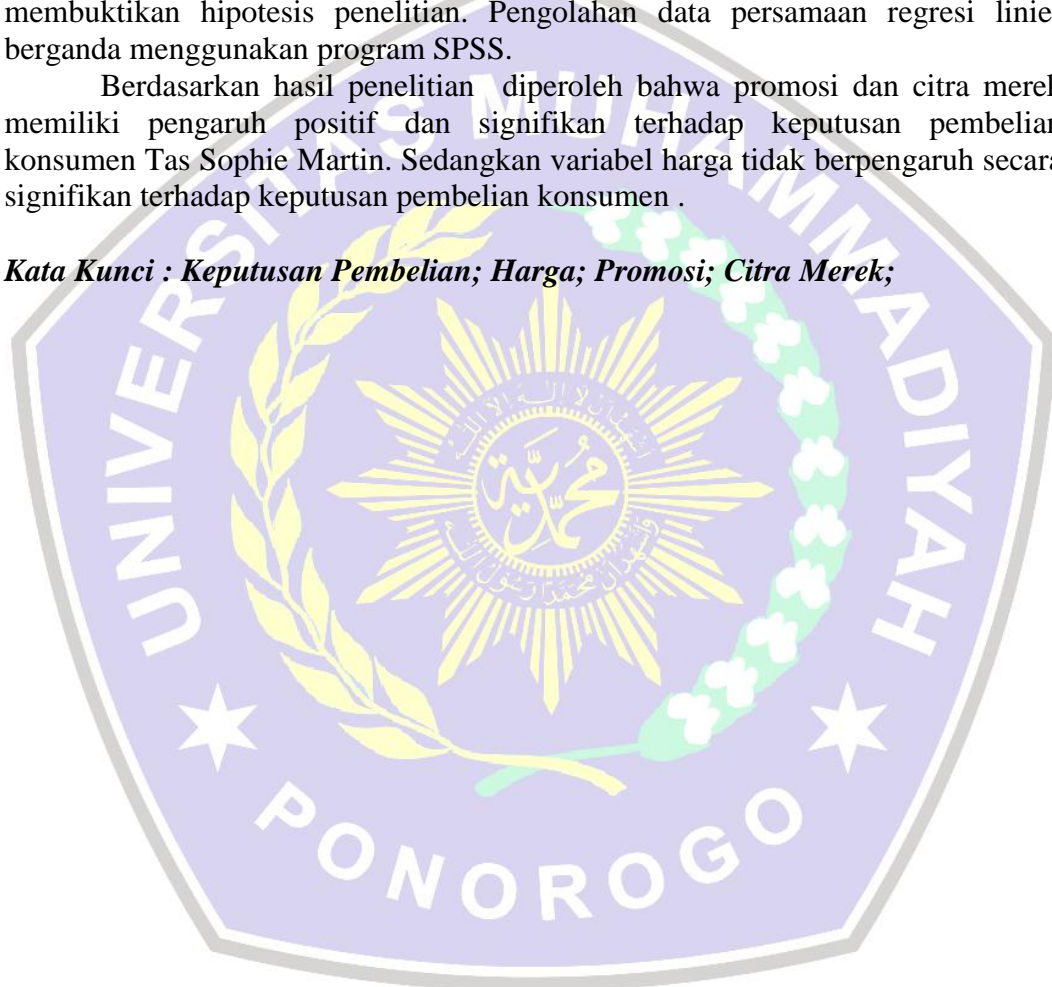 membuktikan hipotesis penelitian. Pengolahan data persamaan regresi linie
berganda menggunakan program SPSS.
Berdasarkan hasil penelitian diperoleh bahwa promosi dan citra merek
memiliki pengaruh positif dan signifikan terhadap keputusan pembelian
konsumen Tas Sophie Martin. Sedangkan variabel harga tidak berpengaruh secara
signifikan terhadap keputusan pembelian konsumen .
Kata Kunci : Keputusan Pembelian; Harga; Promosi; Citra Merek;
UNIVERSITAS MUHAMMADIYAH
محمدية
PONOROGO